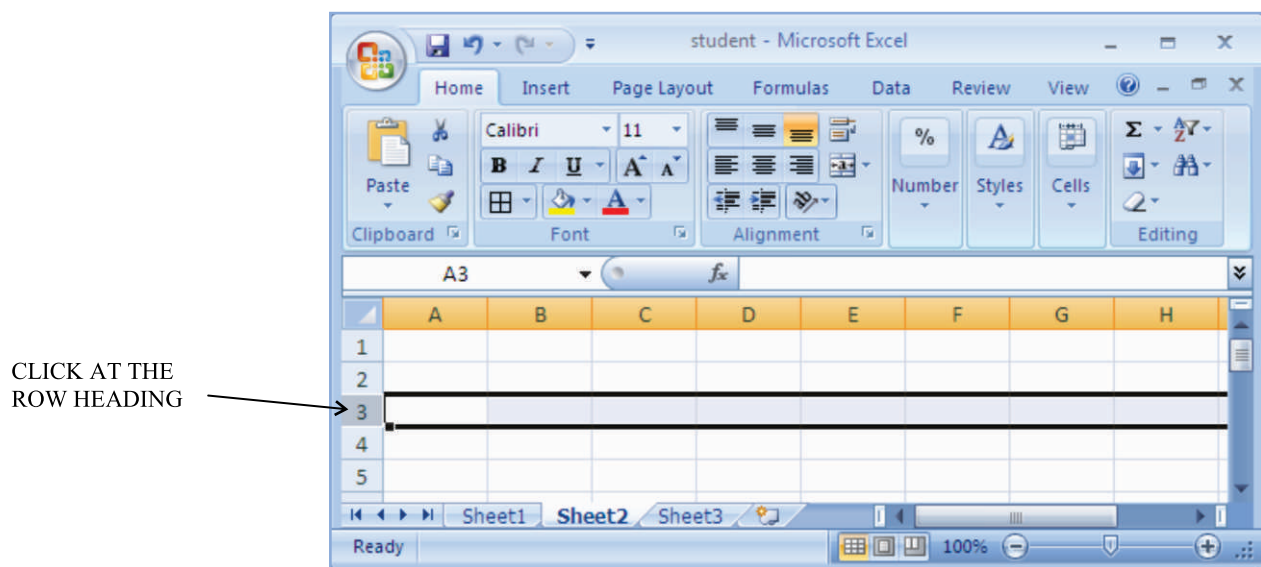 student - Microsoft Excel
Home Insert Page Layout Formulas Data Review View
Calibri 11
B I U A A
A
Paste
% Number
A Styles
Cells
Σ A Z
Clipboard Font Alignment Editing
A3 fx
A B C D E F G H
1
2
CLICK AT THE
ROW HEADING
3
4
5
Sheet1 Sheet2 Sheet3
Ready 100%